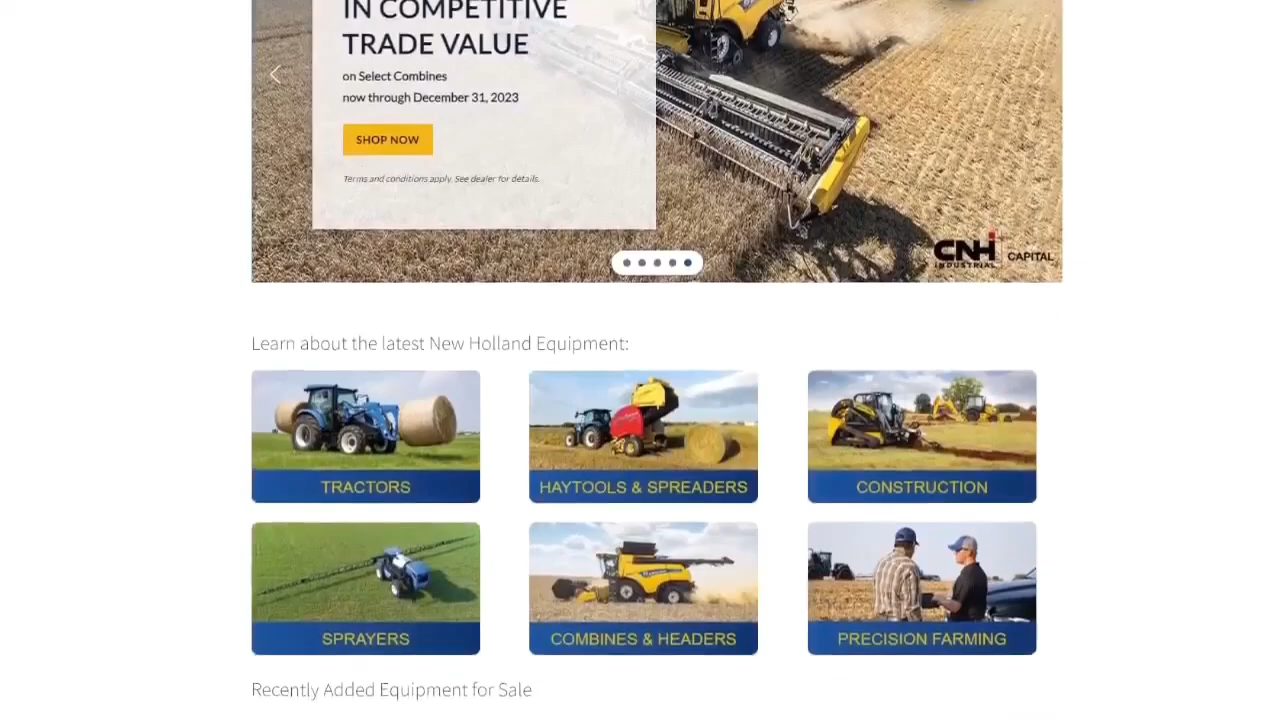 IN COMPETITIVE
TRADE VALUE
on Select Combines
now through December 31, 2023
SHOP NOW
Terms and conditions apply. See dealer for details.
CNH
INDUSTRIAL
CAPITAL
Learn about the latest New Holland Equipment:
TRACTORS
HAYTOOLS & SPREADERS
CONSTRUCTION
SPRAYERS
COMBINES & HEADERS
PRECISION FARMING
Recently Added Equipment for Sale